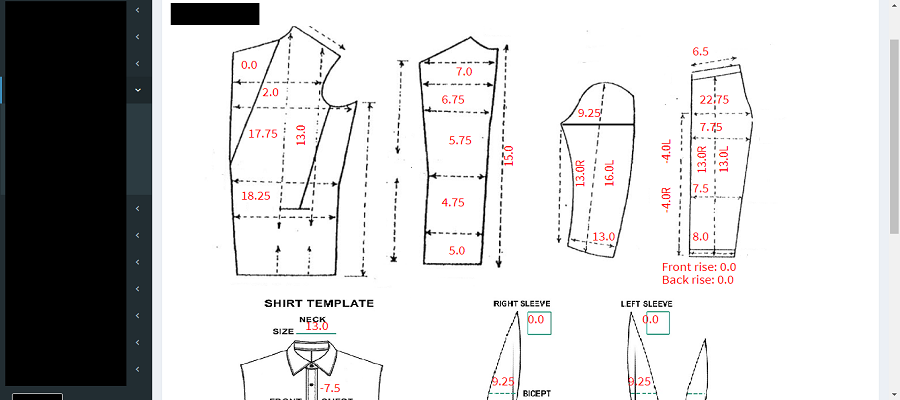 0.0
2.0
17.75
13.0
18.25
7.0
6.75
5.75
4.75
5.0
15.0
9.25
13.0R
16.0L
13.0
6.5
22.75
7.75
13.0R
13.0L
-4.0L
-4.0R
7.5
8.0
Front rise: 0.0
Back rise: 0.0
SHIRT TEMPLATE
NECK
SIZE 13.0
-7.5
RIGHT SLEEVE
0.0
9.25
BICEPT
LEFT SLEEVE
0.0
9.25